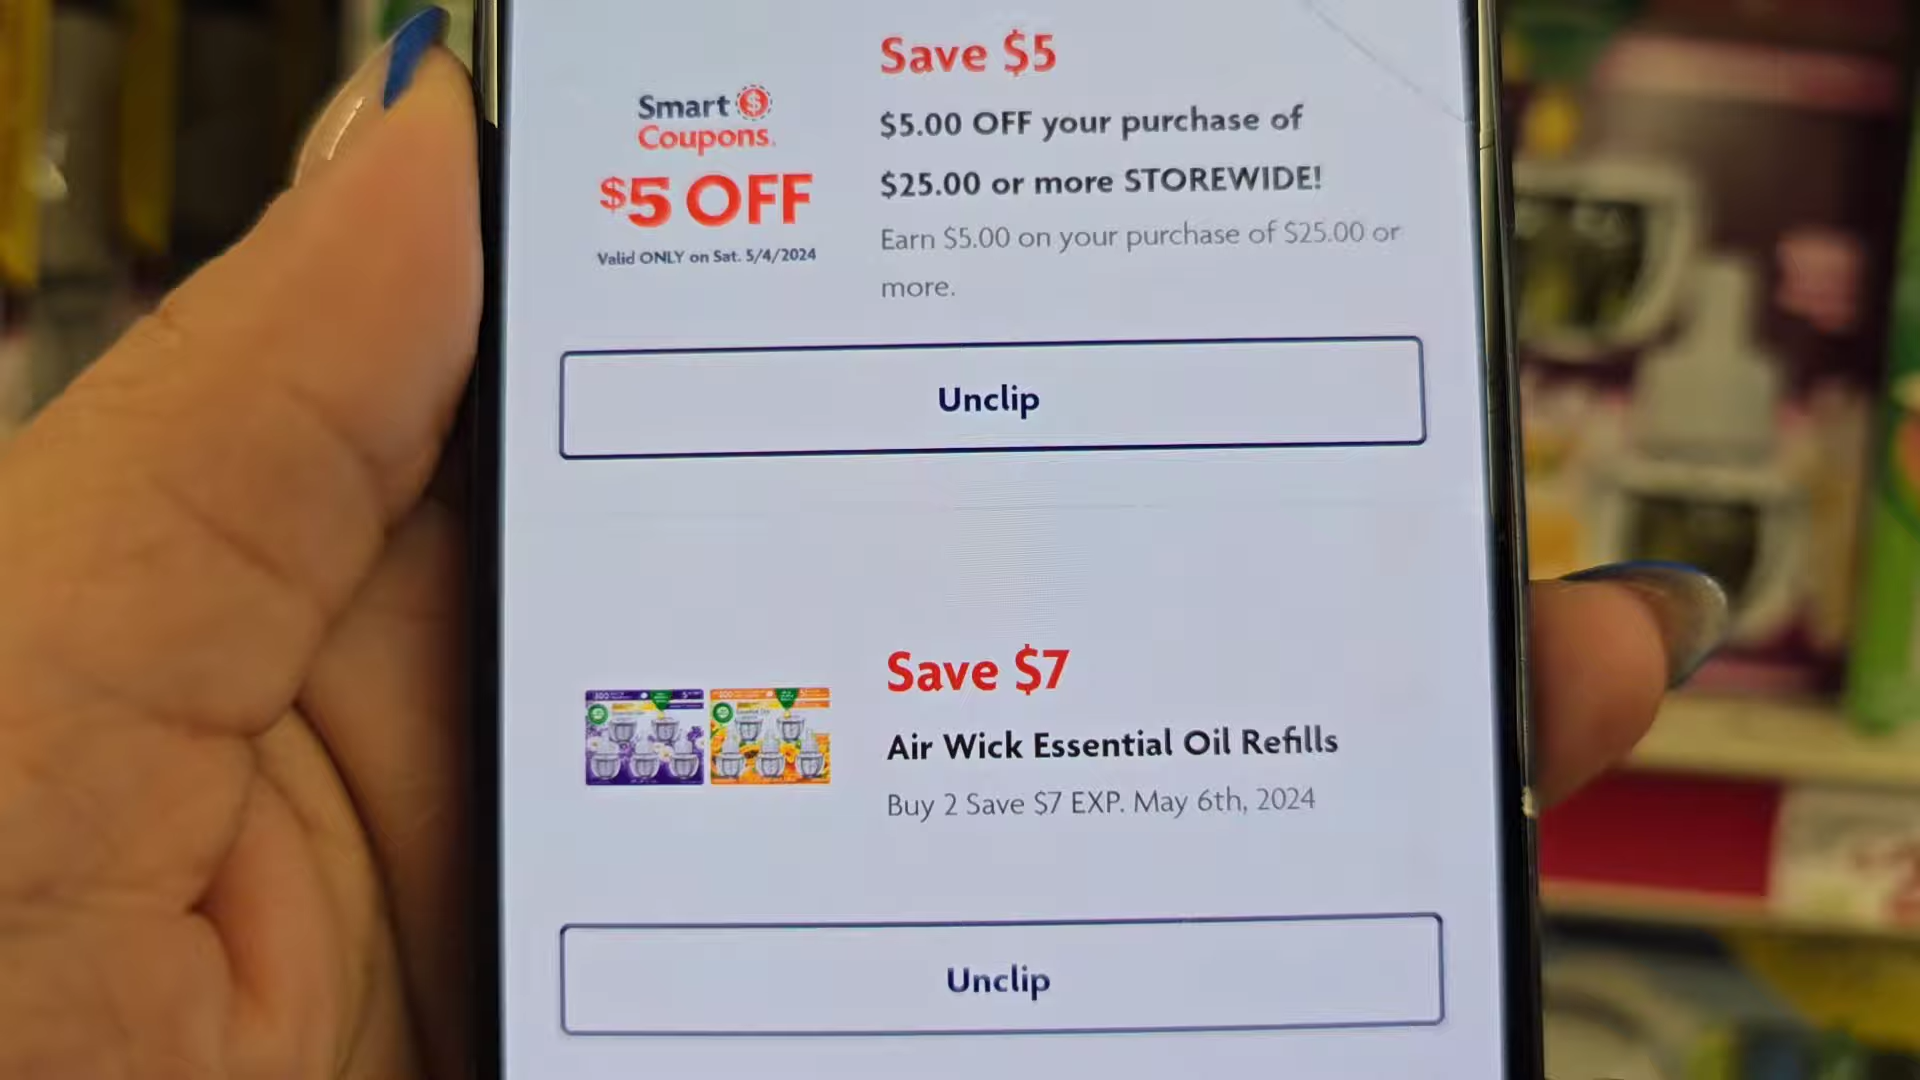 Smart $
Coupons.
$5 OFF
Valid ONLY on Sat. 5/4/2024
Save $5
$5.00 OFF your purchase of
$25.00 or more STOREWIDE!
Earn $5.00 on your purchase of $25.00 or
more.
Unclip
Save $7
Air Wick Essential Oil Refills
Buy 2 Save $7 EXP. May 6th, 2024
Unclip